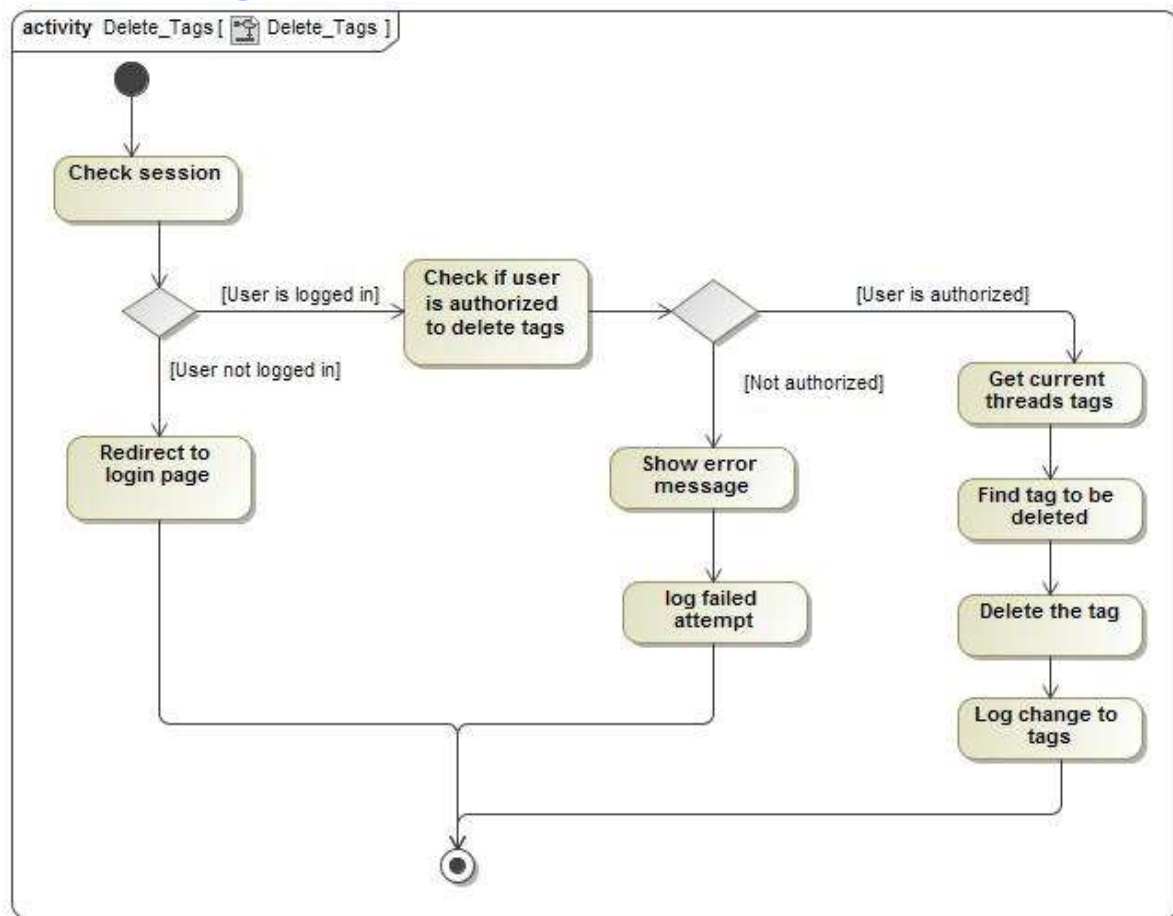 activity Delete_Tags [ Delete_Tags ]
Check session
[User is logged in]
Check if user
is authorized
to delete tags
[User is authorized]
[User not logged in]
[Not authorized]
Get current
threads tags
Redirect to
login page
Show error
message
Find tag to be
deleted
log failed
attempt
Delete the tag
Log change to
tags